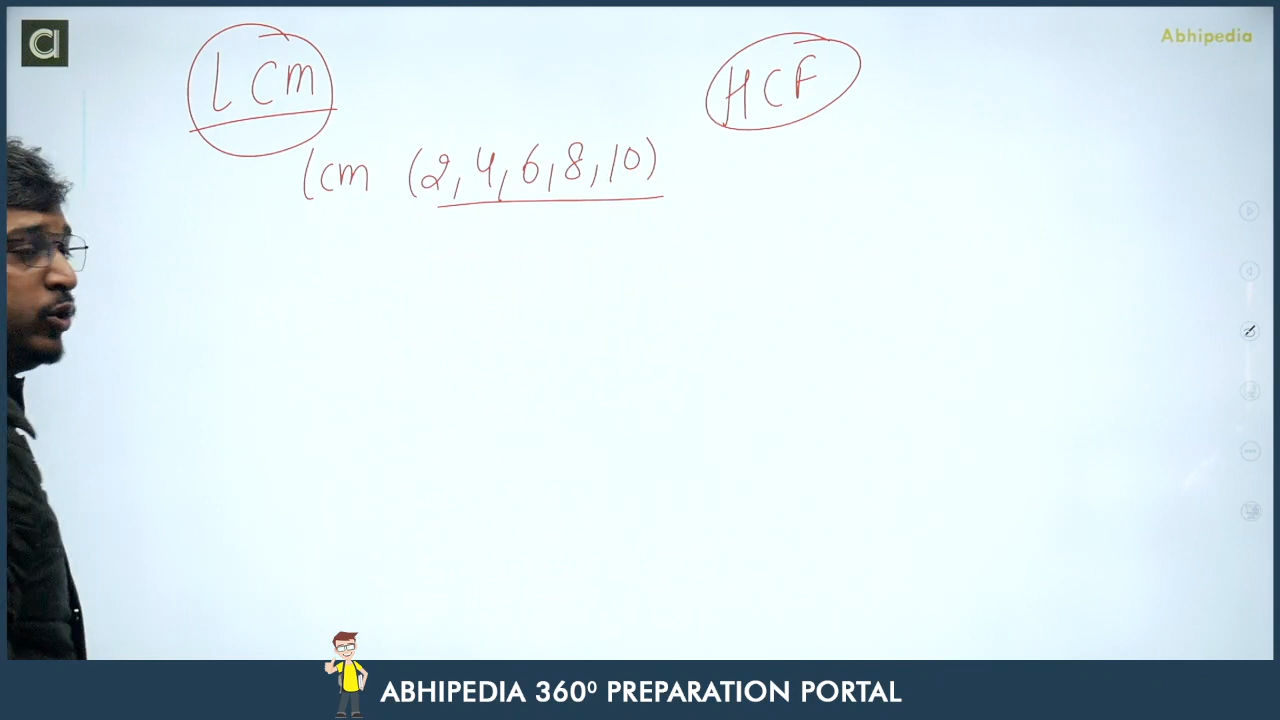 Abhipedia
LCM
HCF
lcm (2, 4, 6, 8, 10)
ABHIPEDIA 360⁰ PREPARATION PORTAL